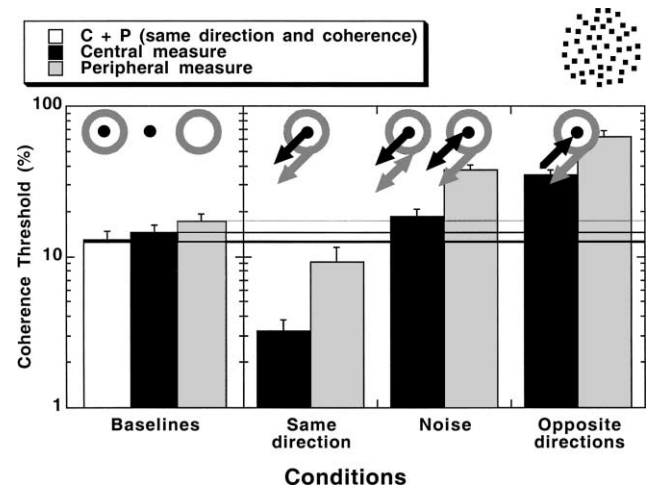 C + P (same direction and coherence)
Central measure
Peripheral measure
Coherence Threshold (%)
100
10
1
Baselines
Same
direction
Noise
Opposite
directions
Conditions